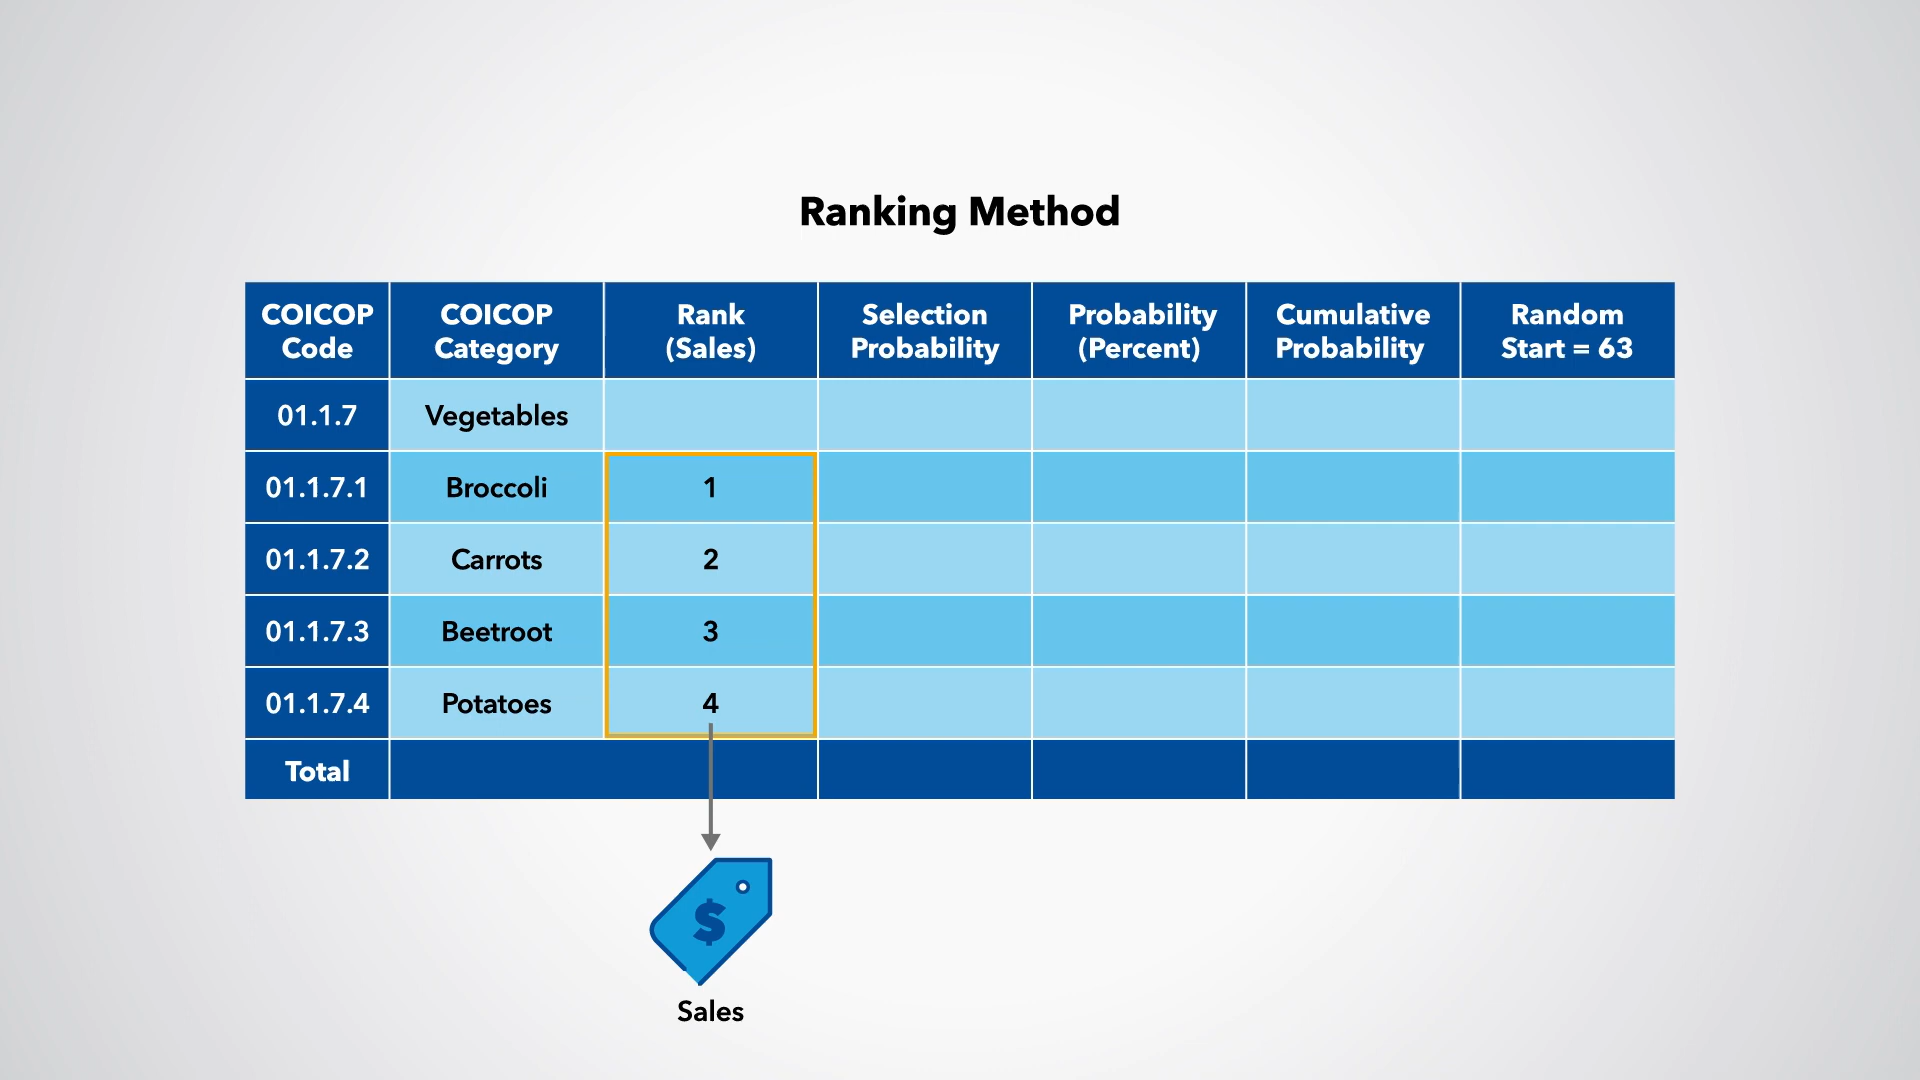 Ranking Method
COICOP Code
COICOP Category
Rank (Sales)
Selection Probability
Probability (Percent)
Cumulative Probability
Random Start = 63
01.1.7 Vegetables
01.1.7.1 Broccoli 1
01.1.7.2 Carrots 2
01.1.7.3 Beetroot 3
01.1.7.4 Potatoes 4
Total
$
Sales